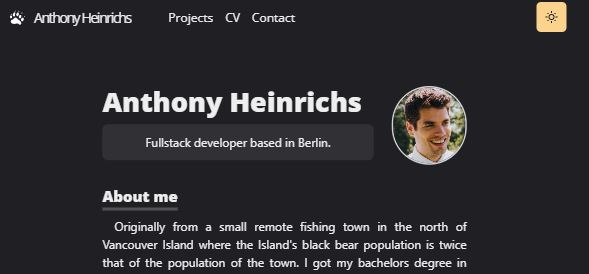 Anthony Heinrichs Projects CV Contact
Anthony Heinrichs
Fullstack developer based in Berlin.
About me
Originally from a small remote fishing town in the north of
Vancouver Island where the Island's black bear population is twice
that of the population of the town. I got my bachelors degree in